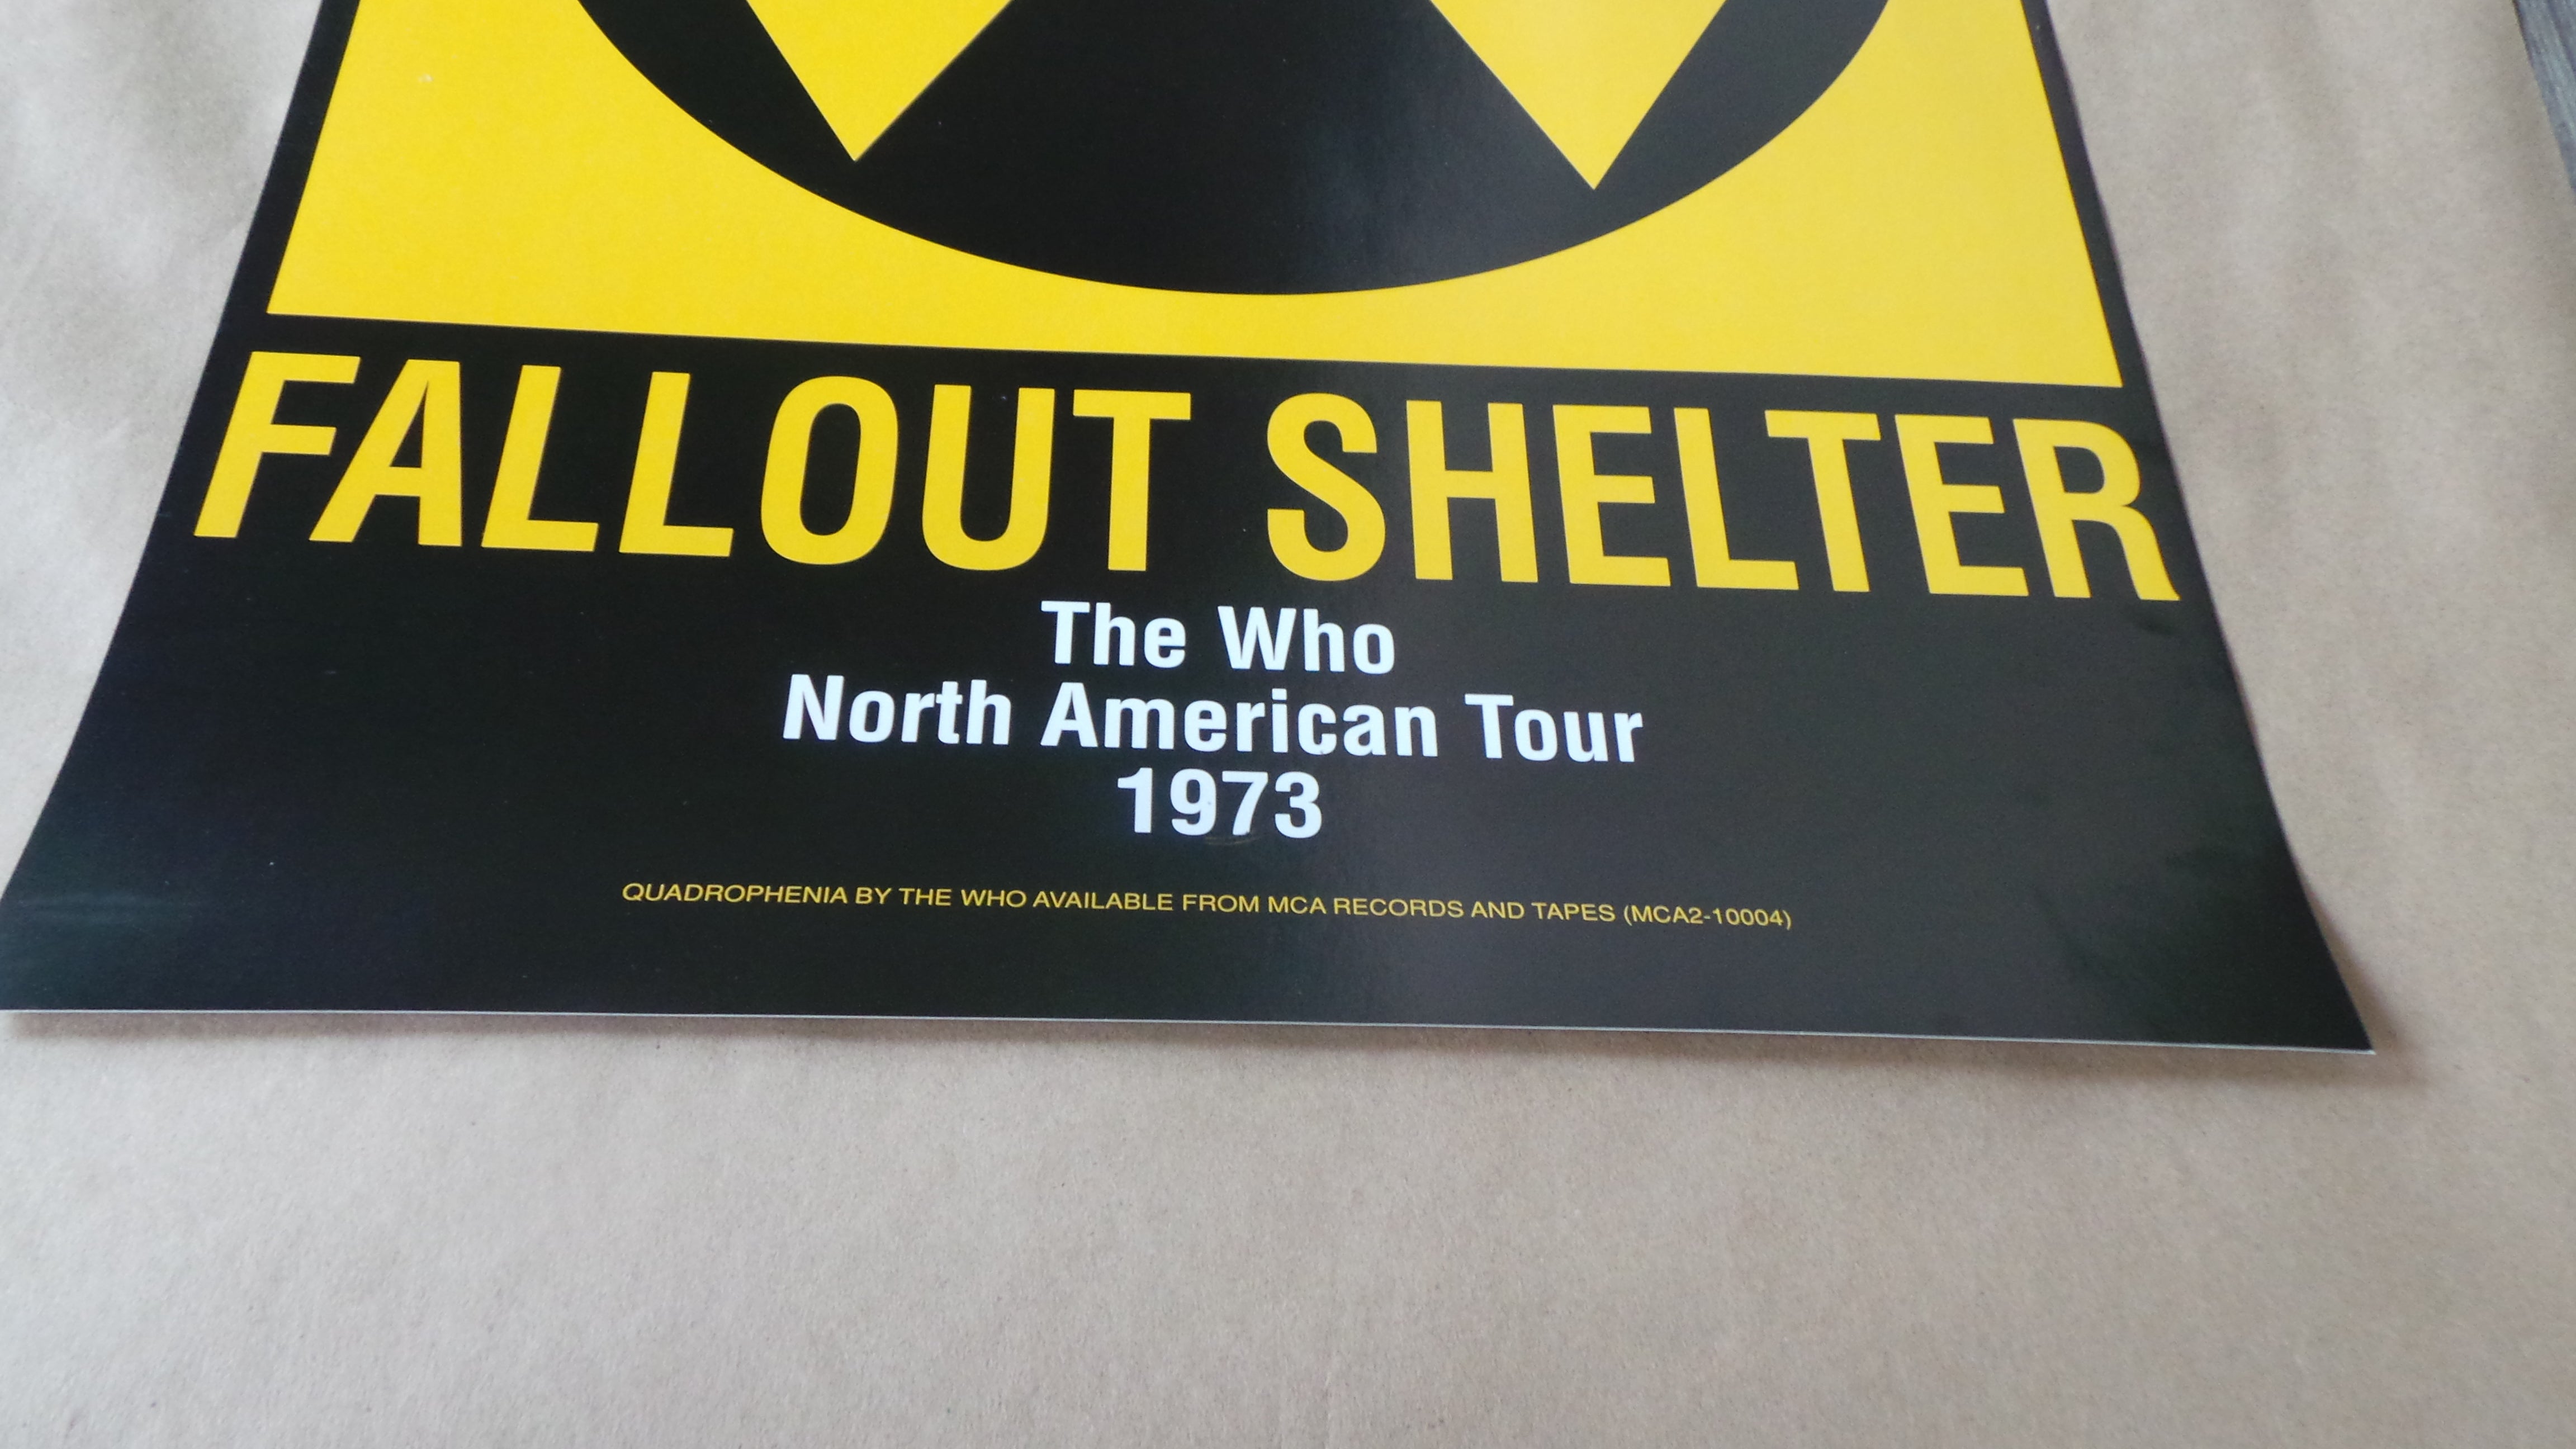 FALLOUT SHELTER
The Who
North American Tour
1973
QUADROPHENIA BY THE WHO AVAILABLE FROM MCA RECORDS AND TAPES (MCA2-10004)